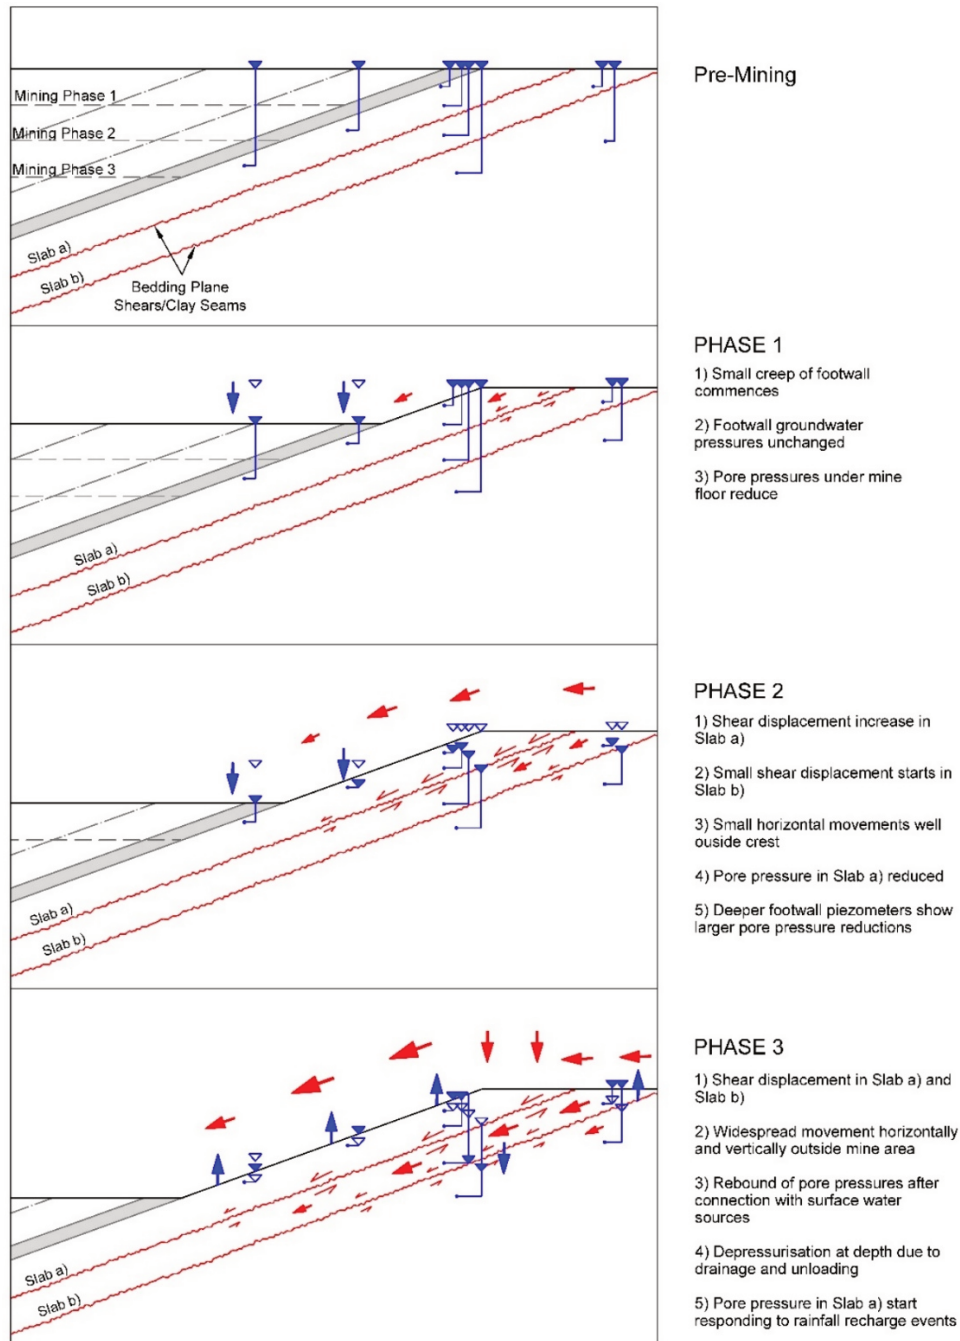 Pre-Mining
Mining Phase 1
Mining Phase 2
Mining Phase 3
Slab a)
Slab b)
Bedding Plane
Shears/Clay Seams
PHASE 1
1) Small creep of footwall
commences
2) Footwall groundwater
pressures unchanged
3) Pore pressures under mine
floor reduce
Slab a)
Slab b)
PHASE 2
1) Shear displacement increase in
Slab a)
2) Small shear displacement starts in
Slab b)
3) Small horizontal movements well
ouside crest
4) Pore pressure in Slab a) reduced
5) Deeper footwall piezometers show
larger pore pressure reductions
Slab a)
Slab b)
PHASE 3
1) Shear displacement in Slab a) and
Slab b)
2) Widespread movement horizontally
and vertically outside mine area
3) Rebound of pore pressures after
connection with surface water
sources
4) Depressurisation at depth due to
drainage and unloading
5) Pore pressure in Slab a) start
responding to rainfall recharge events
Slab a)
Slab b)